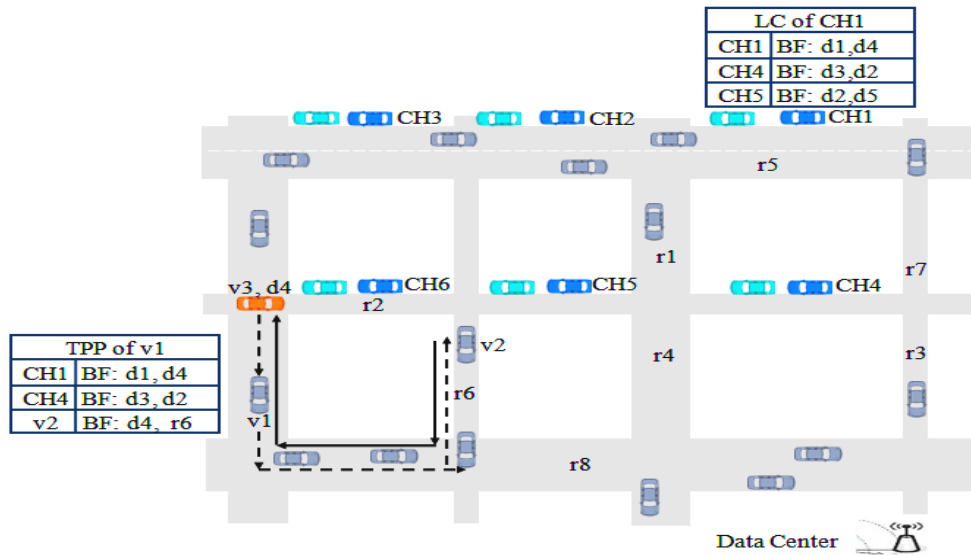 LC of CH1
CH1 BF: d1,d4
CH4 BF: d3,d2
CH5 BF: d2,d5
CH3
CH2
CH1
r5
r1
r7
v3, d4
CH6
CH5
CH4
r2
TPP of v1
CH1 BF: d1, d4
CH4 BF: d3, d2
v2 BF: d4, r6
v2
r4
r3
r6
v1
r8
Data Center